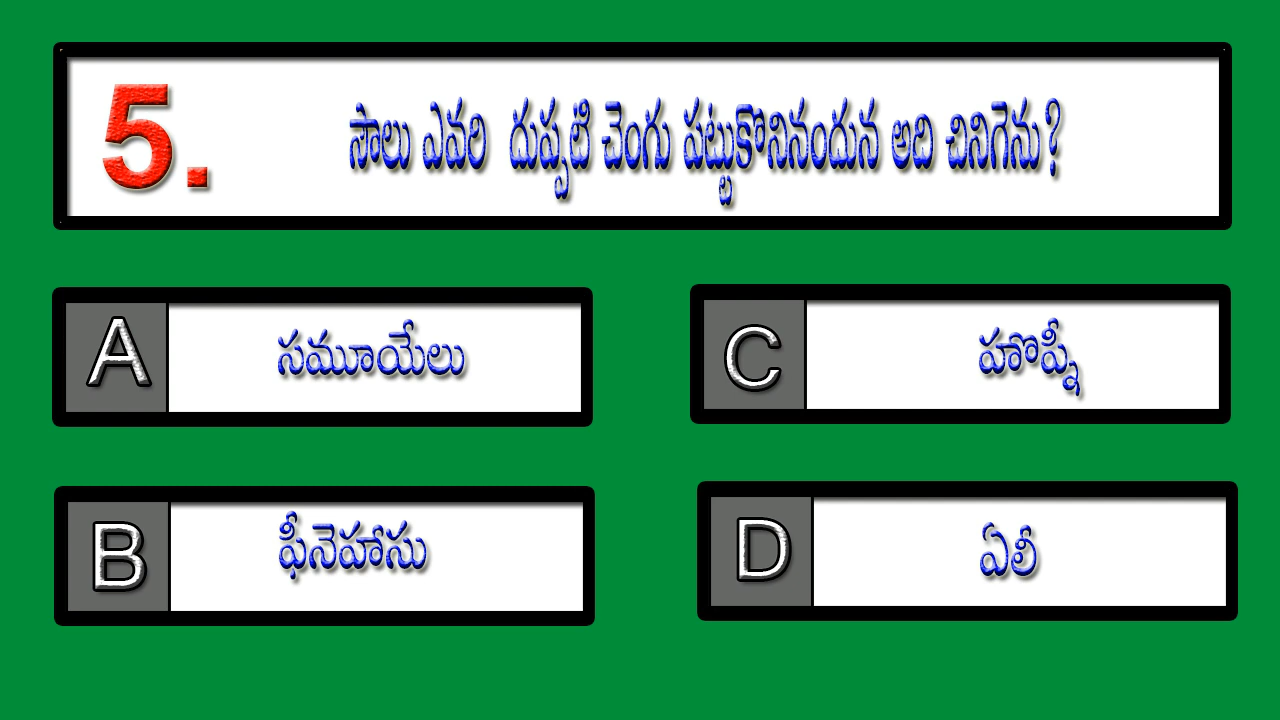 5. సౌలు ఎవరి దుప్పటి చెంగు పట్టుకొనినందున అది చినిగెను?
A సమూయేలు
C హొప్నీ
B ఫీనెహాసు
D ఏలీ